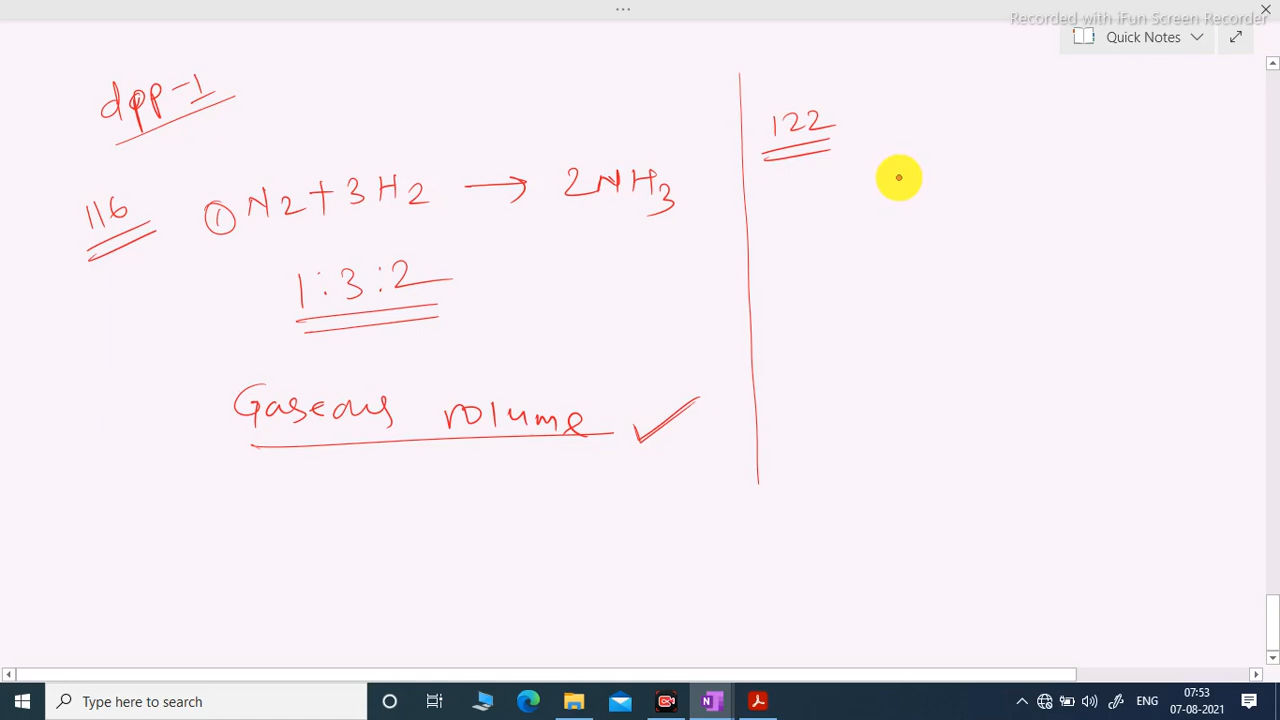 Recorded with iFun Screen Recorder
Quick Notes
dpp-1
116
① N2 + 3H2 → 2NH3
1:3:2
Gaseous volume ✓
122
Type here to search
ENG
07:53
07-08-2021